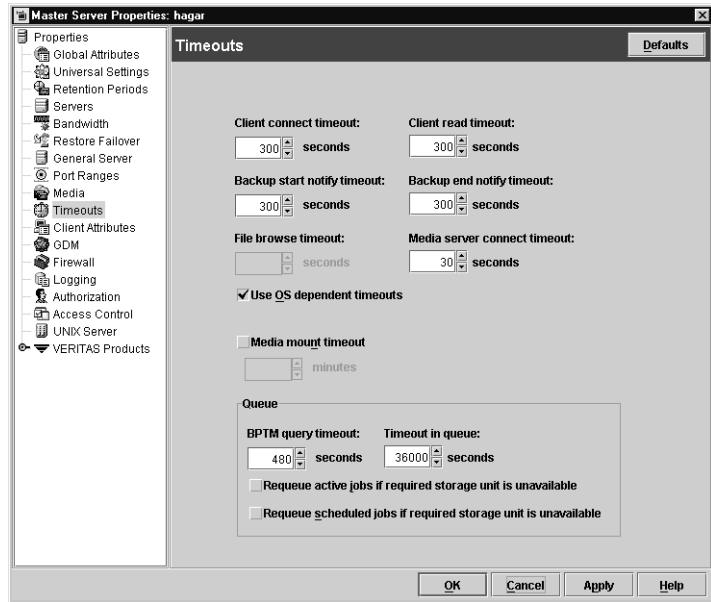 Master Server Properties: hagar
Properties
Global Attributes
Universal Settings
Retention Periods
Servers
Bandwidth
Restore Failover
General Server
Port Ranges
Media
Timeouts
Client Attributes
GDM
Firewall
Logging
Authorization
Access Control
UNIX Server
VERITAS Products
Timeouts
Defaults
Client connect timeout:
Client read timeout:
300 seconds
300 seconds
Backup start notify timeout:
Backup end notify timeout:
300 seconds
300 seconds
File browse timeout:
Media server connect timeout:
seconds
30 seconds
Use OS dependent timeouts
Media mount timeout
minutes
Queue
BPTM query timeout:
Timeout in queue:
480 seconds
36000 seconds
Requeue active jobs if required storage unit is unavailable
Requeue scheduled jobs if required storage unit is unavailable
OK
Cancel
Apply
Help